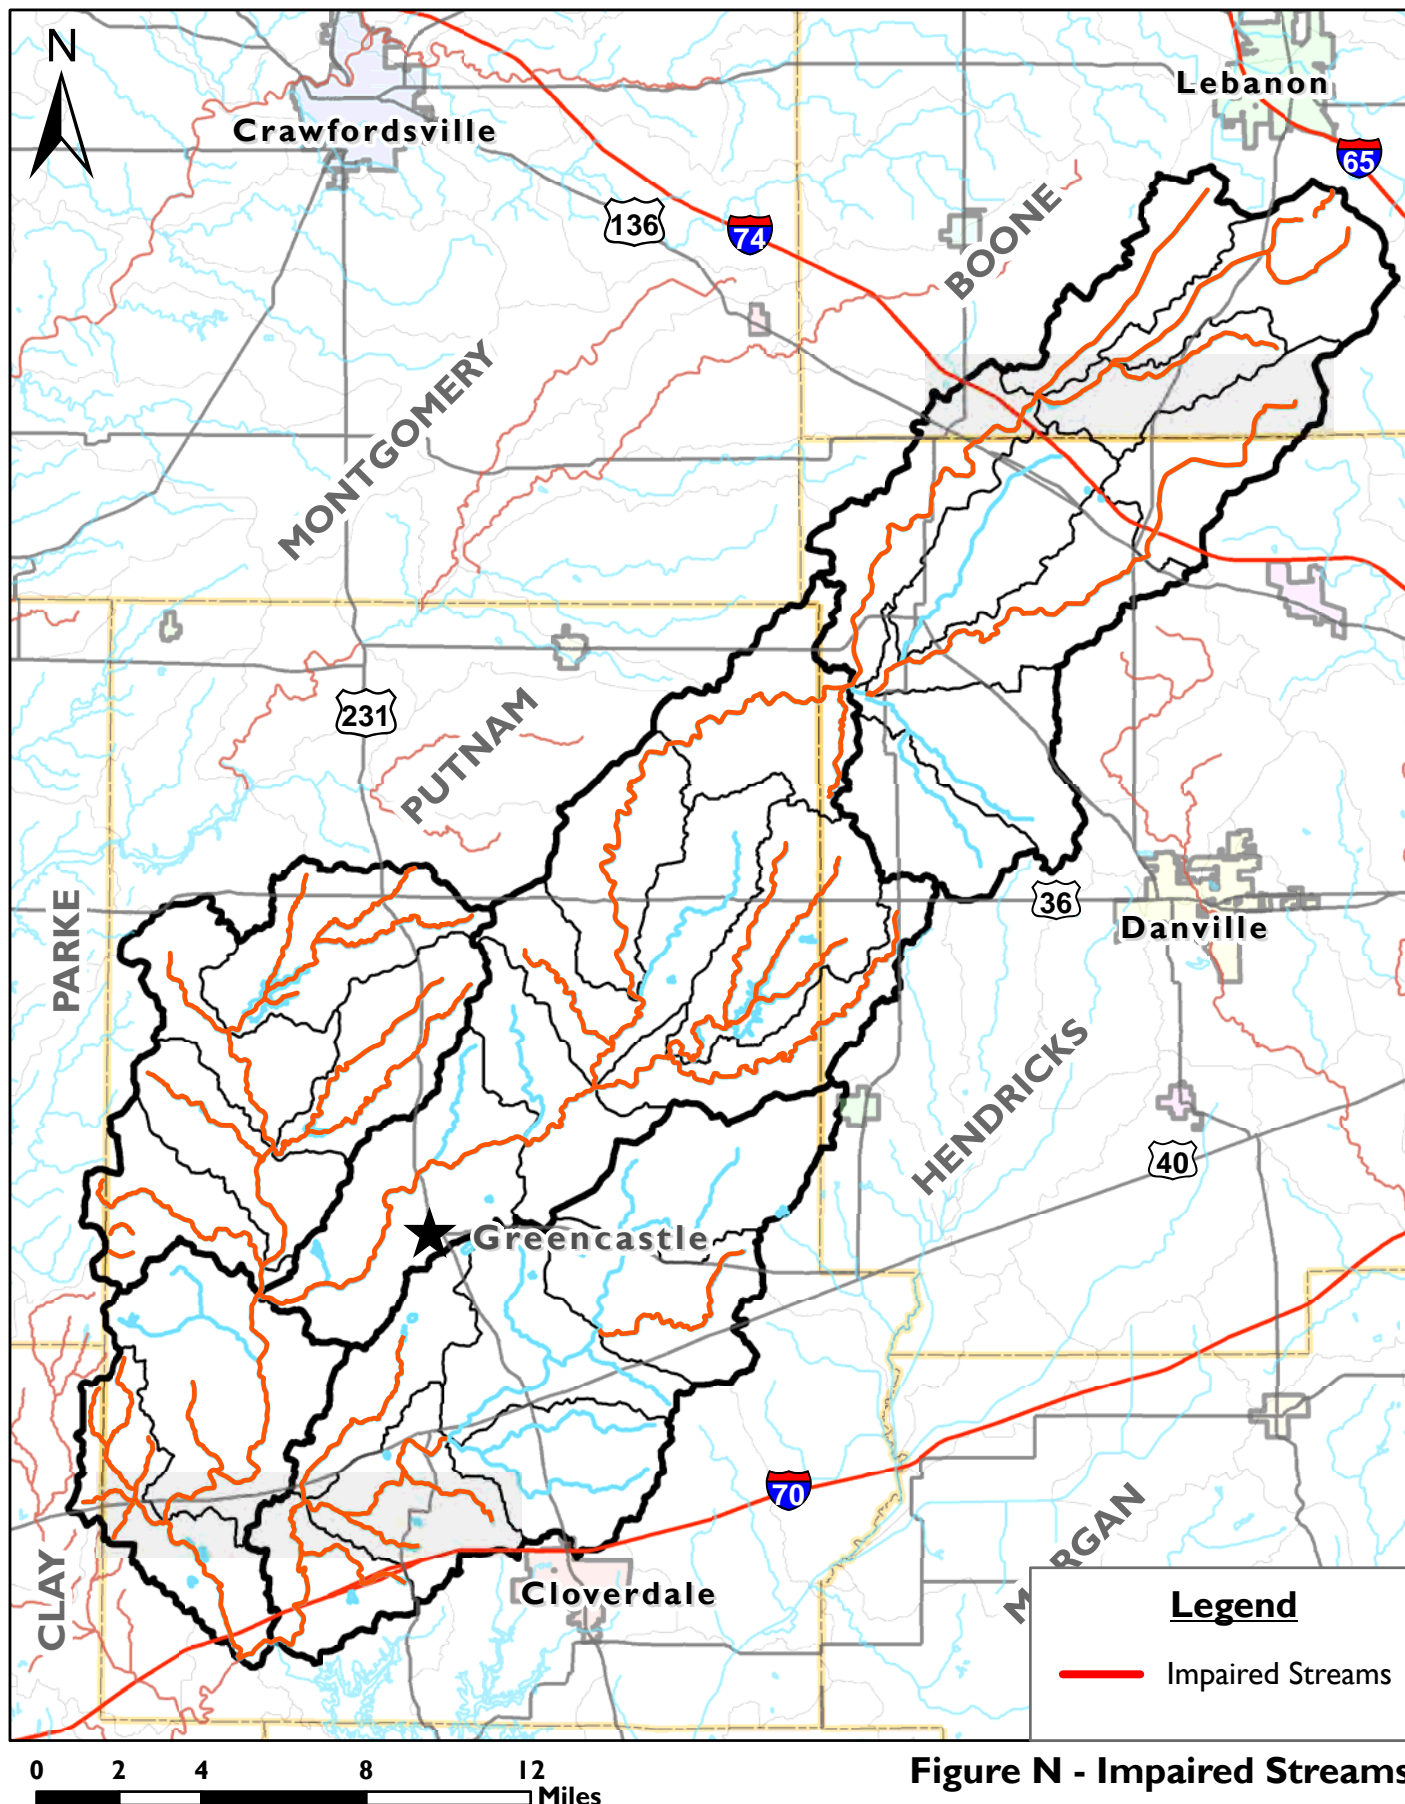 N
Lebanon
Crawfordsville
65
136
74
BOONE
MONTGOMERY
231
PUTNAM
PARKE
36
Danville
HENDRICKS
40
Greencastle
70
CLAY
Cloverdale
M RGAN
Legend
Impaired Streams
0 2 4 8 12
Miles
Figure N - Impaired Streams